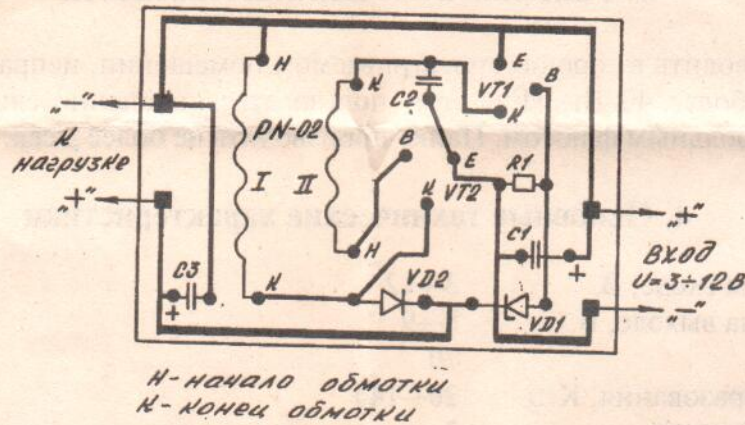 „—"
К
нагрузке
„+"
Н
PN-02
I
II
К
В
Н
К
C2
E
VT1
В
К
E
VT2
R1
К
C1
+
C3
+
VD2
VD1
„+"
ВХОД
U=3÷12В
„—"
Н-начало обмотки
К-конец обмотки